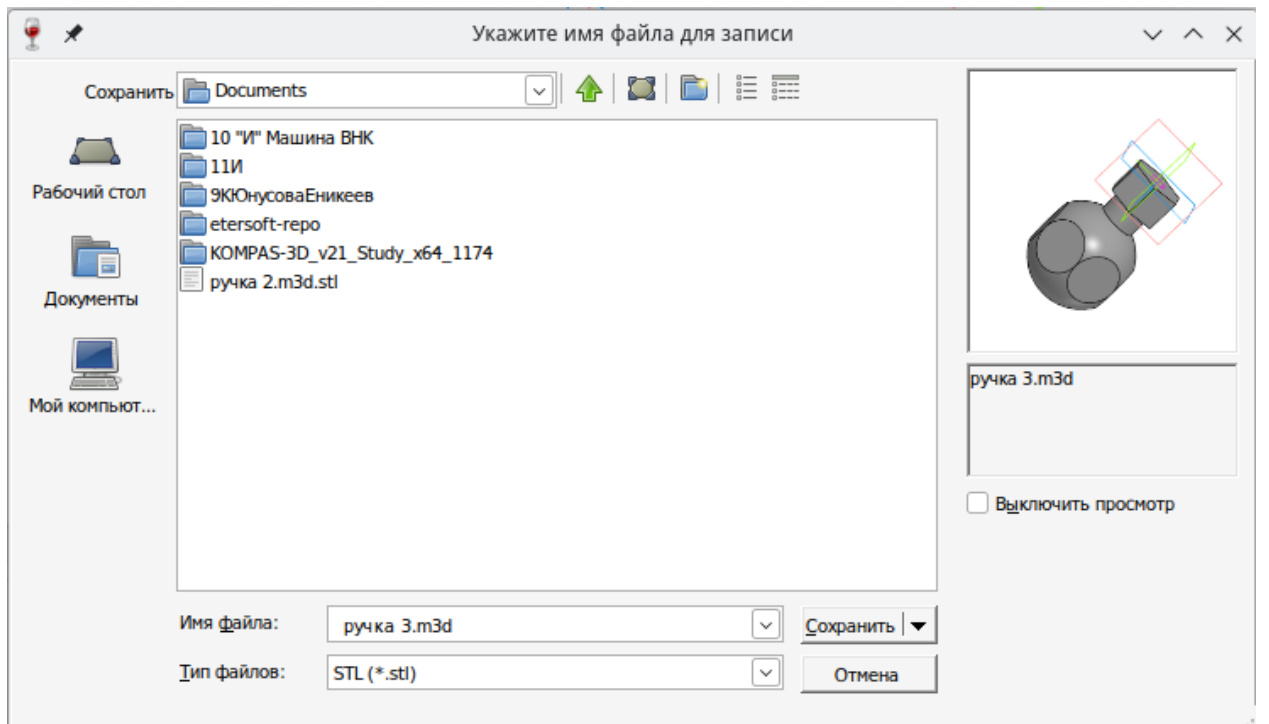 Укажите имя файла для записи
Сохранить
Documents
Рабочий стол
Документы
Мой компьют...
10 "И" Машина ВНК
11И
9КЮнусоваЕникеев
etersoft-repo
KOMPAS-3D_v21_Study_x64_1174
ручка 2.m3d.stl
ручка 3.m3d
Выключить просмотр
Имя файла:
ручка 3.m3d
Сохранить
Тип файлов:
STL (*.stl)
Отмена